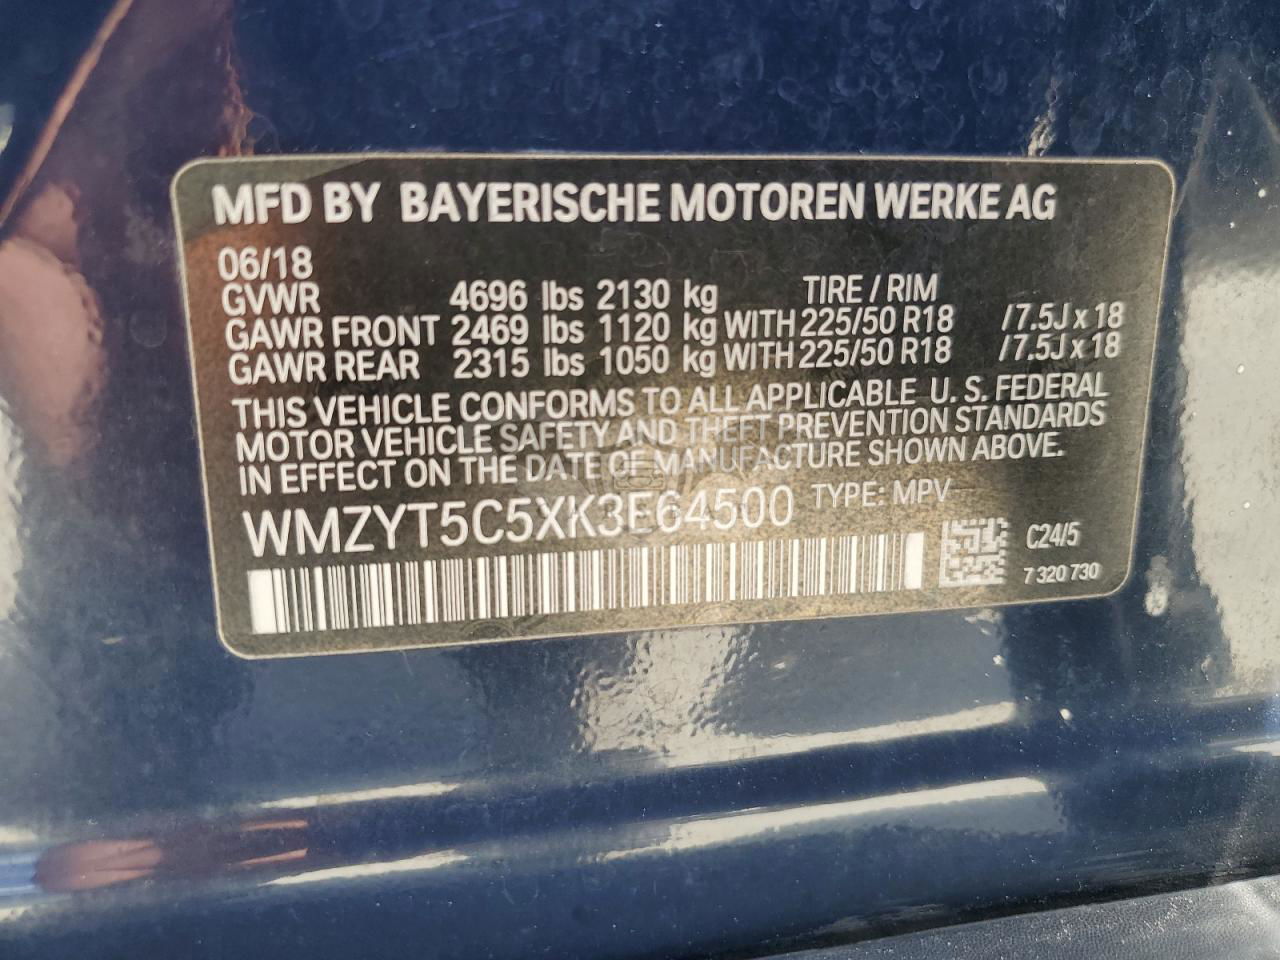 MFD BY BAYERISCHE MOTOREN WERKE AG
06/18
GVWR 4696 lbs 2130 kg TIRE / RIM
GAWR FRONT 2469 lbs 1120 kg WITH 225/50 R18 /7.5J x 18
GAWR REAR 2315 lbs 1050 kg WITH 225/50 R18 /7.5J x 18
THIS VEHICLE CONFORMS TO ALL APPLICABLE U. S. FEDERAL
MOTOR VEHICLE SAFETY AND THEFT PREVENTION STANDARDS
IN EFFECT ON THE DATE OF MANUFACTURE SHOWN ABOVE.
WMZYT5C5XK3E64500 TYPE: MPV
C24/5
7 320 730